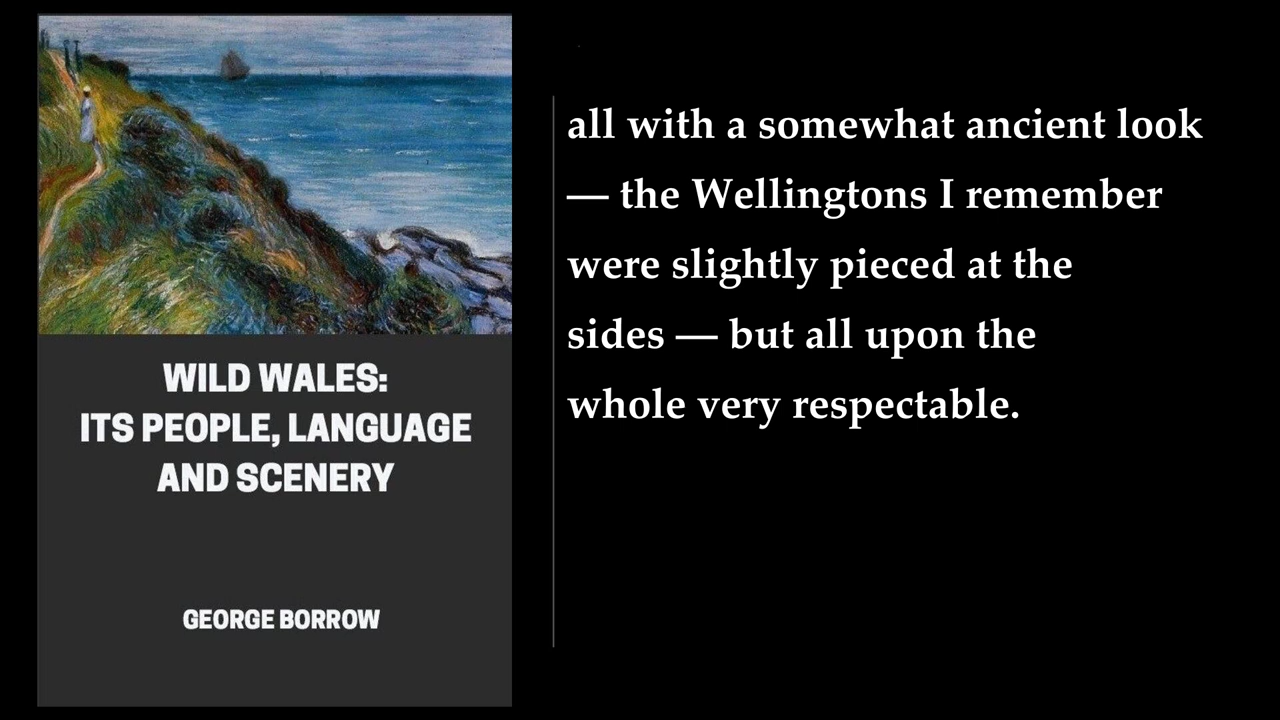 WILD WALES:
ITS PEOPLE, LANGUAGE
AND SCENERY
GEORGE BORROW
all with a somewhat ancient look
— the Wellingtons I remember
were slightly pieced at the
sides — but all upon the
whole very respectable.